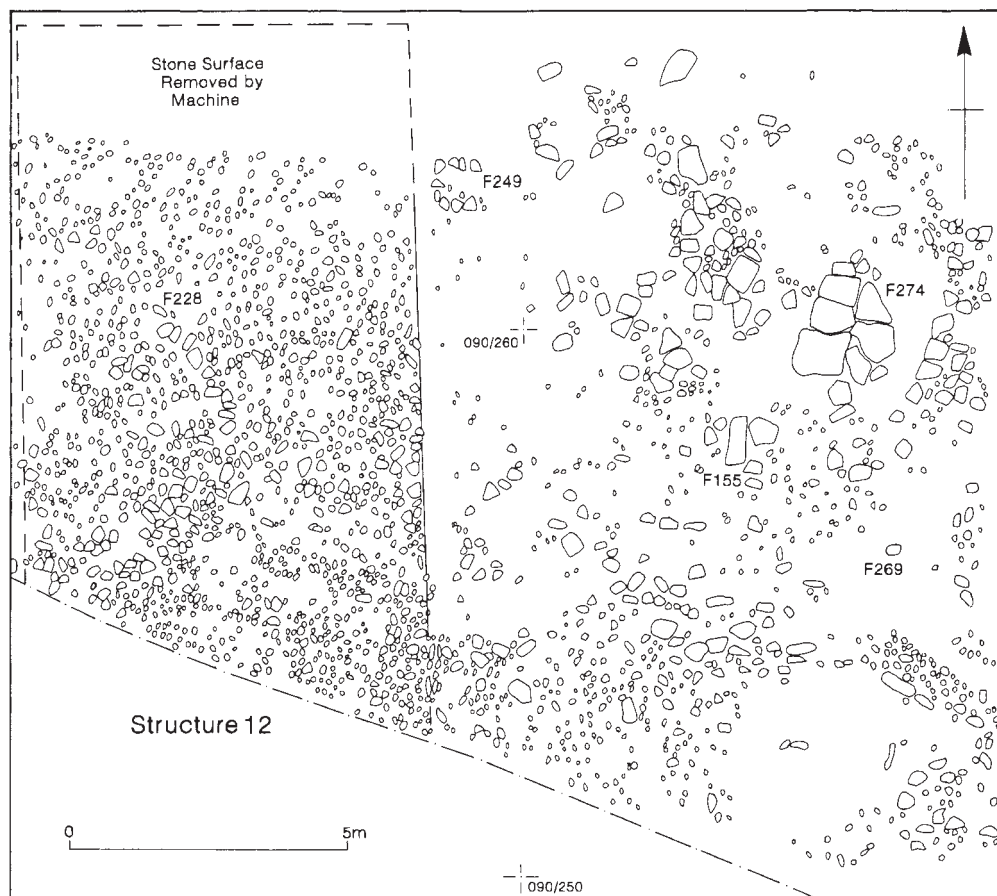 Stone Surface
Removed by
Machine
F249
F228
F274
090/260
F155
F269
Structure 12
0 5m
090/250